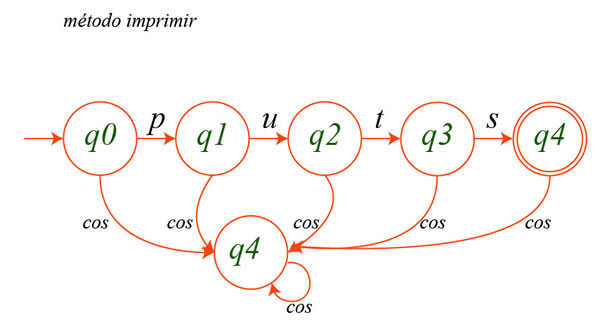 método imprimir
p u t s
q0 q1 q2 q3 q4
cos cos cos cos cos
q4
cos